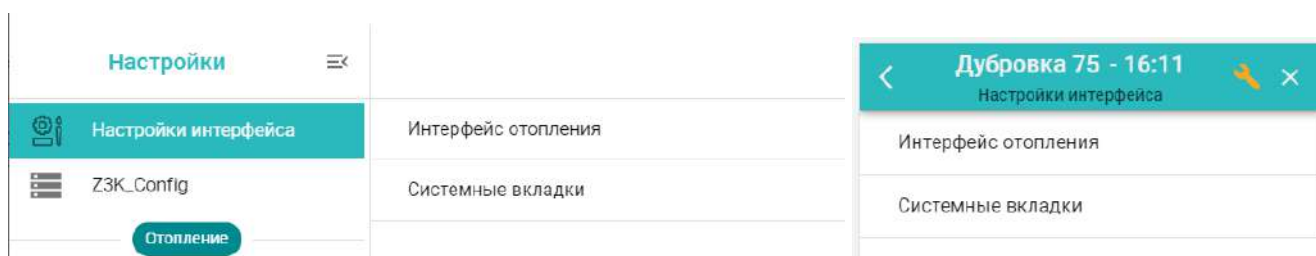 Настройки
Настройки интерфейса
Z3K_Config
Отопление
Интерфейс отопления
Системные вкладки
Дубровка 75 - 16:11
Настройки интерфейса
Интерфейс отопления
Системные вкладки